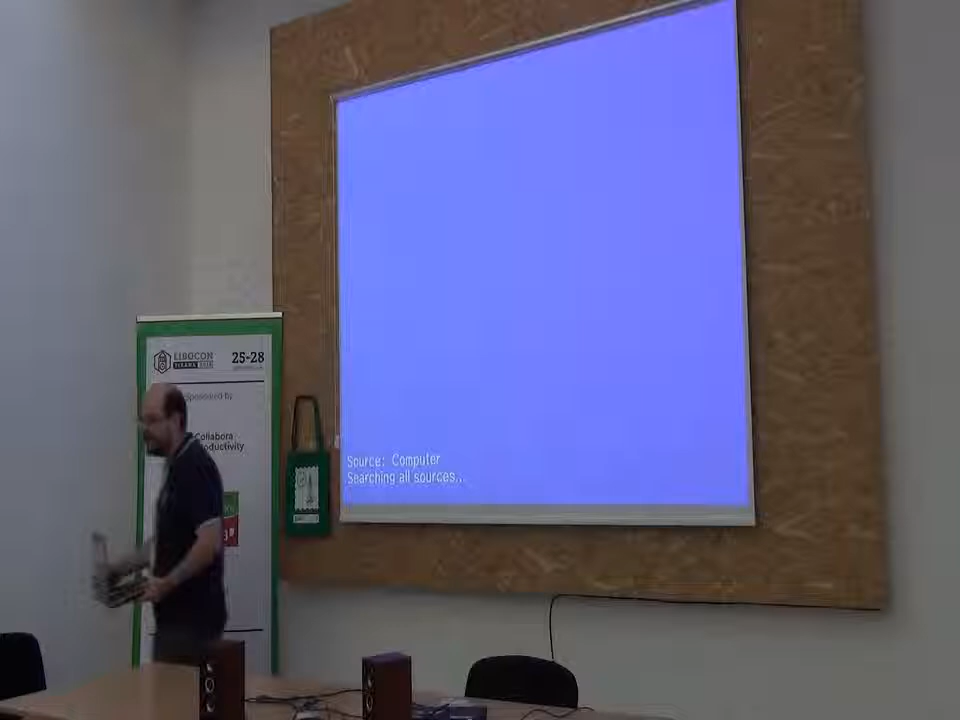 LIBOCON
25-28
sponsored by
Collabora
Productivity
Source: Computer
Searching all sources...